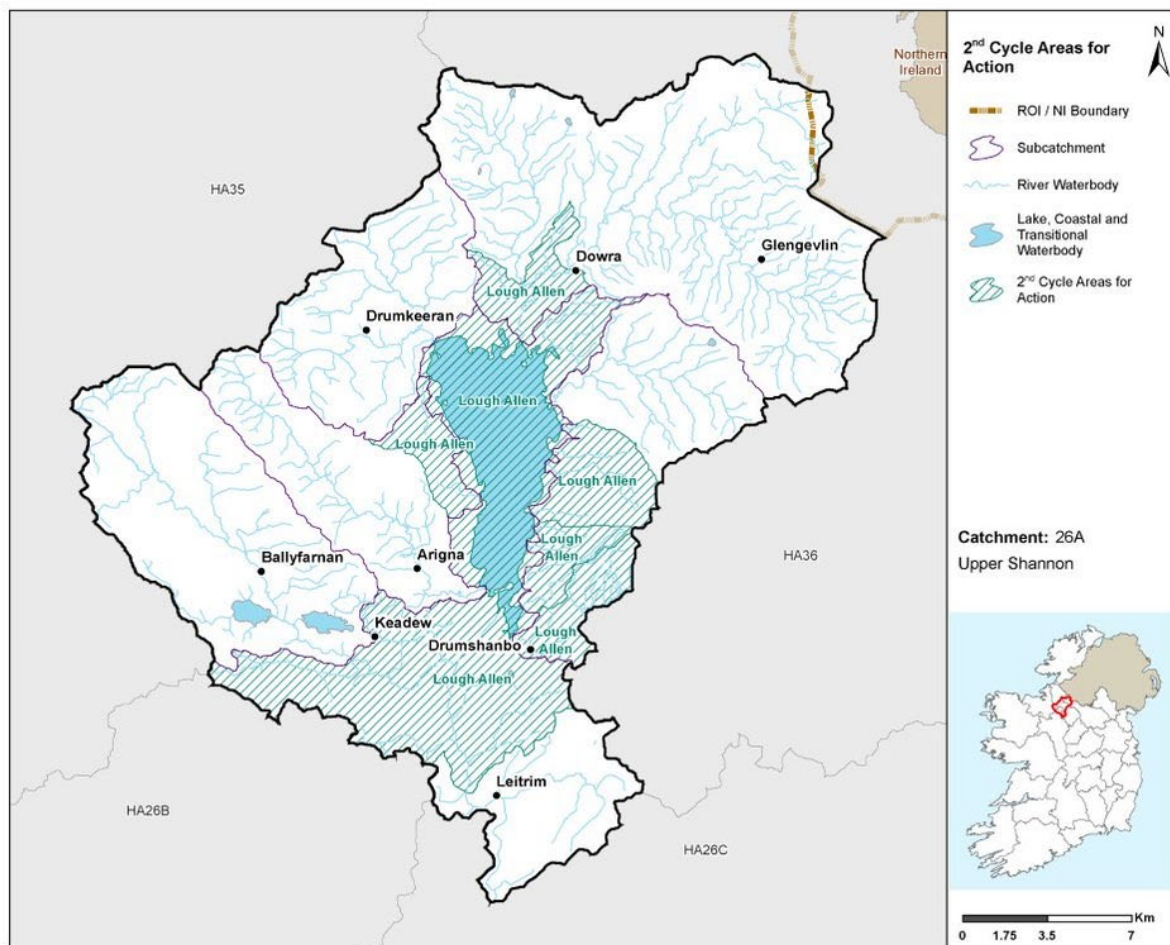 Northern
Ireland
HA35
Glengevlin
Dowra
Lough Allen
Drumkeeran
Lough Allen
Lough Allen
Lough Allen
Lough
Allen
HA36
Ballyfarnan
Arigna
Keadew
Drumshanbo
Lough
Allen
Lough Allen
Leitrim
HA26B
HA26C
2nd Cycle Areas for
Action
N
ROI / NI Boundary
Subcatchment
River Waterbody
Lake, Coastal and
Transitional
Waterbody
2nd Cycle Areas for
Action
Catchment: 26A
Upper Shannon
Km
0 1.75 3.5 7